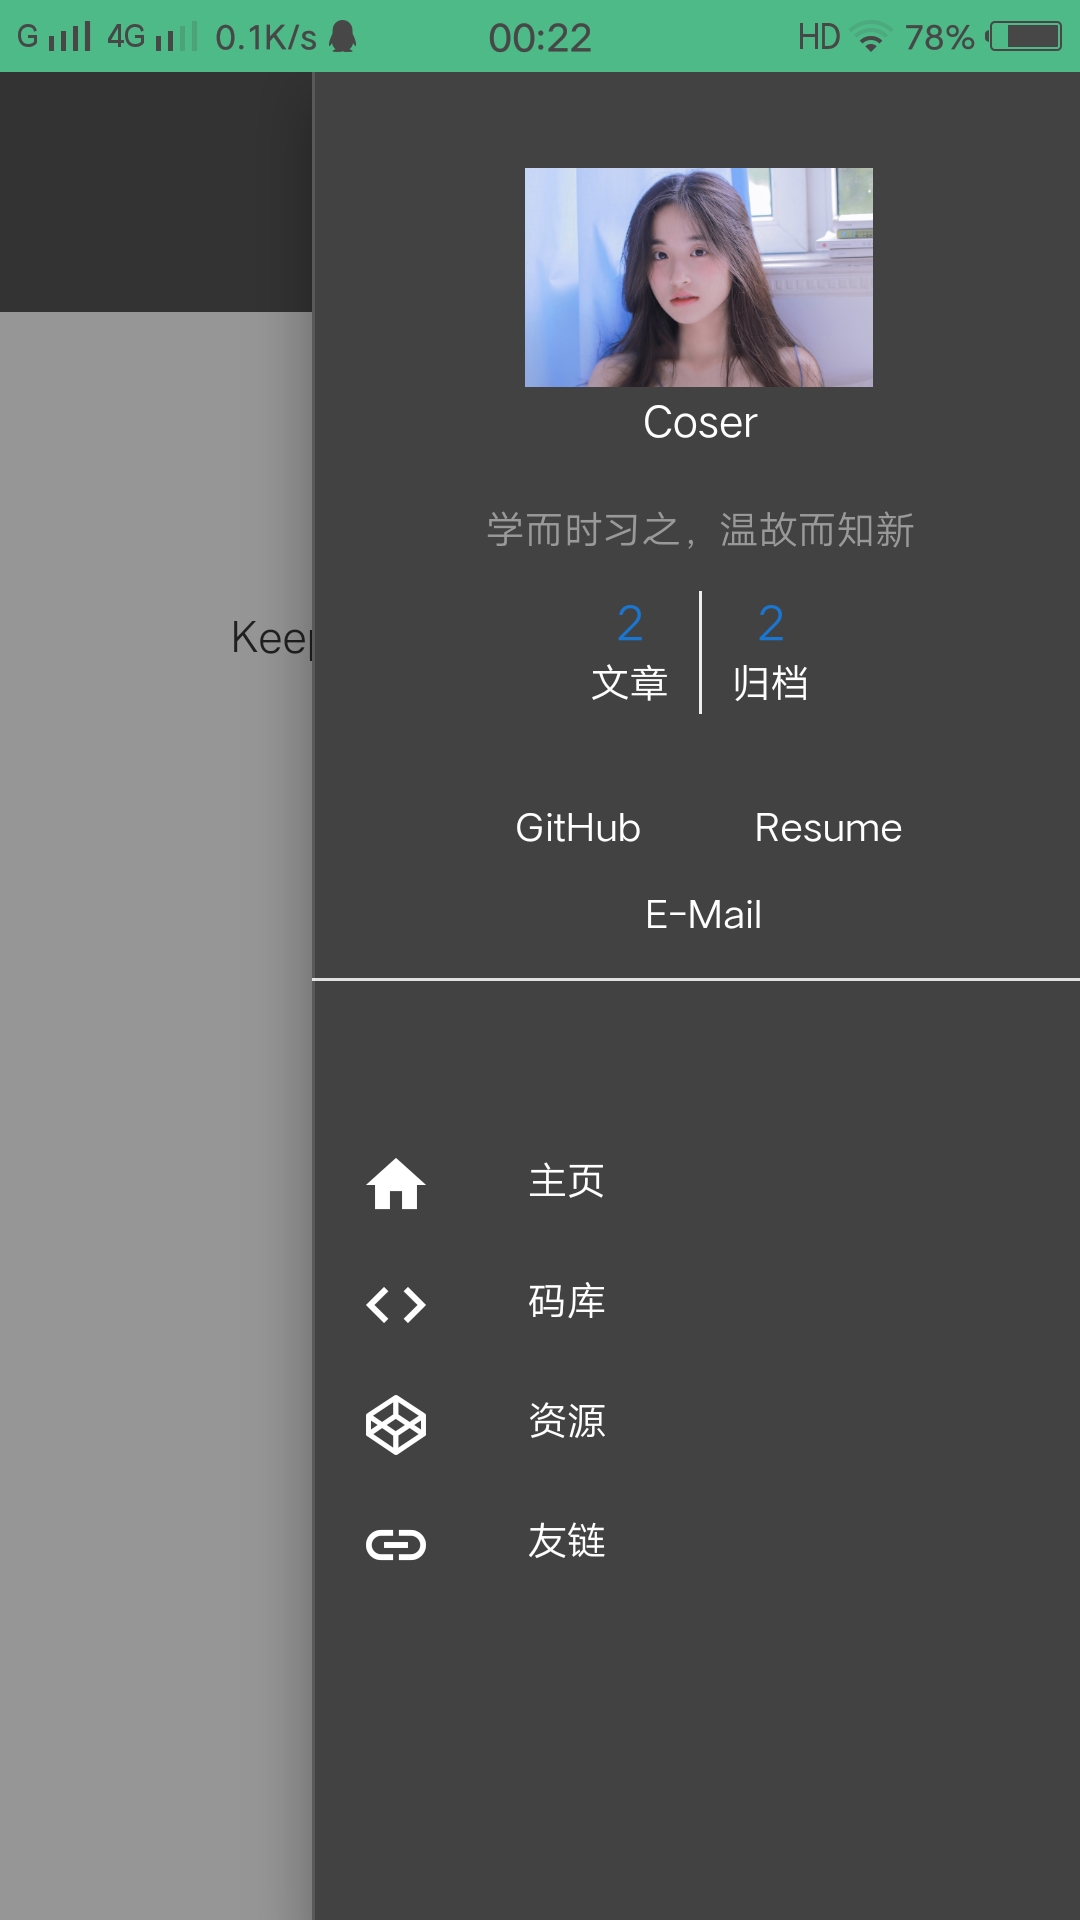 G 4G 0.1K/s 00:22 HD 78%
Coser
学而时习之，温故而知新
2 2
文章 归档
Keep
GitHub Resume
E-Mail
主页
码库
资源
友链